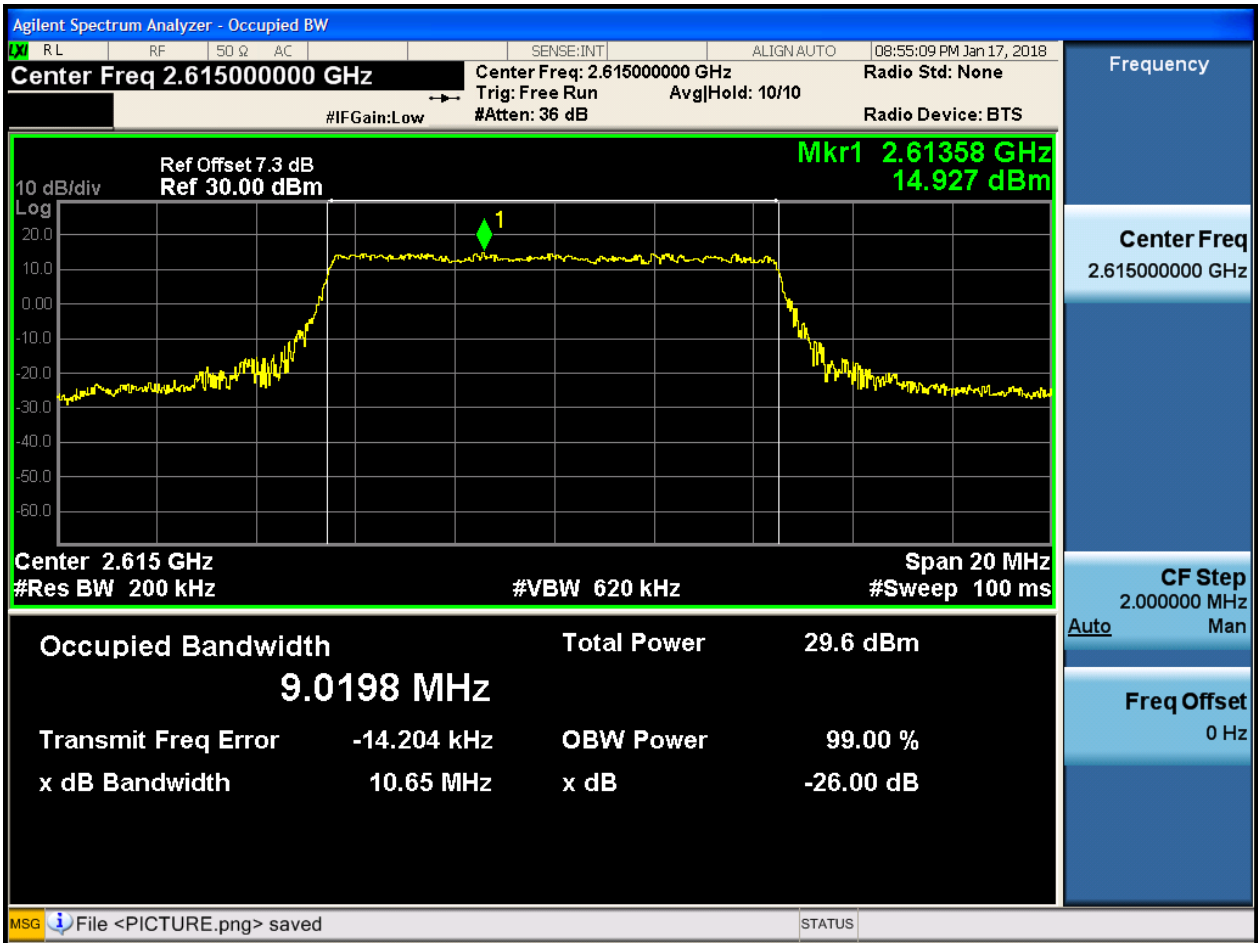 Agilent Spectrum Analyzer - Occupied BW
LXI RL RF 50 Ω AC SENSE:INT ALIGN AUTO 08:55:09 PM Jan 17, 2018
Center Freq 2.615000000 GHz
Center Freq: 2.615000000 GHz Radio Std: None
Trig: Free Run Avg|Hold: 10/10
#IFGain:Low #Atten: 36 dB Radio Device: BTS
Frequency
Mkr1 2.61358 GHz
14.927 dBm
Ref Offset 7.3 dB
10 dB/div Ref 30.00 dBm
Log
20.0
10.0
0.00
-10.0
-20.0
-30.0
-40.0
-50.0
-60.0
1
Center 2.615 GHz Span 20 MHz
#Res BW 200 kHz #VBW 620 kHz #Sweep 100 ms
Occupied Bandwidth Total Power 29.6 dBm
9.0198 MHz
Transmit Freq Error -14.204 kHz OBW Power 99.00 %
x dB Bandwidth 10.65 MHz x dB -26.00 dB
Center Freq
2.615000000 GHz
CF Step
2.000000 MHz
Auto Man
Freq Offset
0 Hz
MSG File <PICTURE.png> saved STATUS